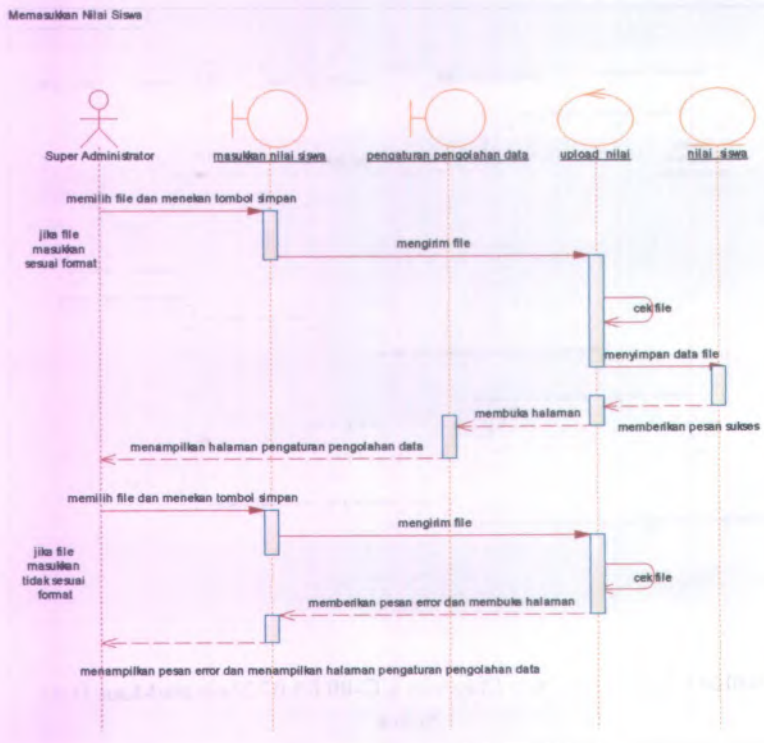 Memasukkan Nilai Siswa
Super Administrator
masukkan nilai siswa
pengaturan pengolahan data
upload_nilai
nilai_siswa
memilih file dan menekan tombol simpan
jika file
masukkan
sesuai format
mengirim file
cek file
menyimpan data file
membuka halaman
memberikan pesan sukses
menampilkan halaman pengaturan pengolahan data
memilih file dan menekan tombol simpan
mengirim file
jika file
masukkan
tidak sesuai
format
cek file
memberikan pesan error dan membuka halaman
menampilkan pesan error dan menampilkan halaman pengaturan pengolahan data